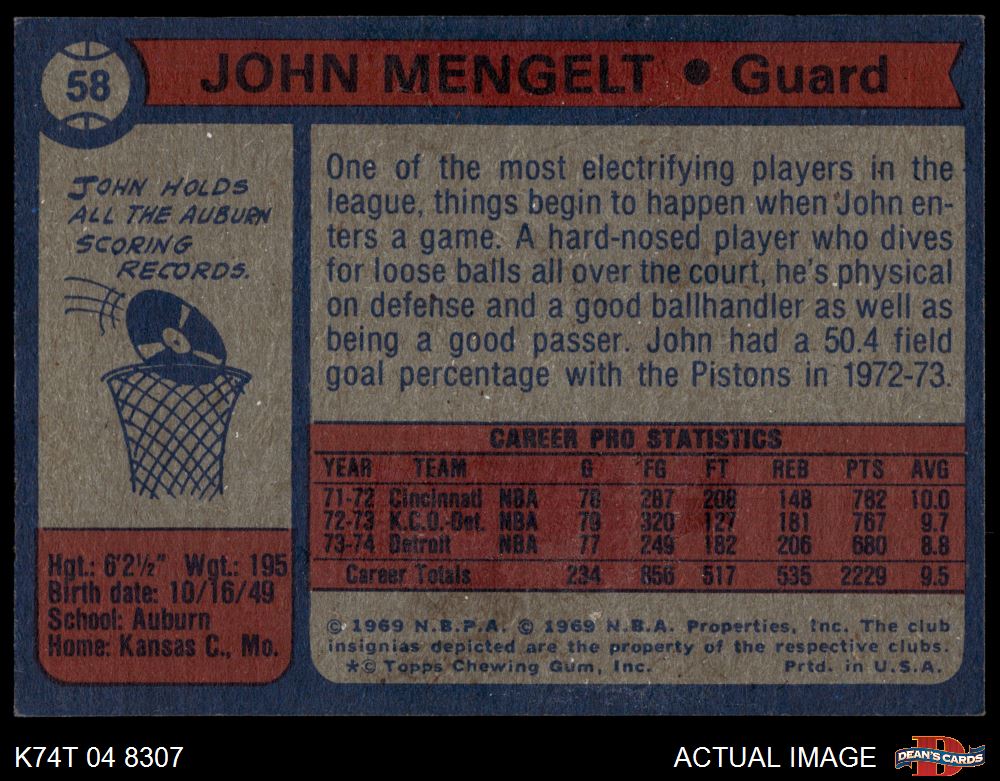 58
JOHN MENGELT • Guard
JOHN HOLDS
ALL THE AUBURN
SCORING
RECORDS.
One of the most electrifying players in the
league, things begin to happen when John en-
ters a game. A hard-nosed player who dives
for loose balls all over the court, he's physical
on defense and a good ballhandler as well as
being a good passer. John had a 50.4 field
goal percentage with the Pistons in 1972-73.
CAREER PRO STATISTICS
YEAR TEAM G FG FT REB PTS AVG
71-72 Cincinnati NBA 78 287 208 148 782 10.0
72-73 K.C.O.-Det. NBA 79 320 127 181 767 9.7
73-74 Detroit NBA 77 249 182 206 680 8.8
Career Totals 234 856 517 535 2229 9.5
Hgt.: 6'2½" Wgt.: 195
Birth date: 10/16/49
School: Auburn
Home: Kansas C., Mo.
© 1969 N.B.P.A. © 1969 N.B.A. Properties, Inc. The club
insignias depicted are the property of the respective clubs.
*© Topps Chewing Gum, Inc. Prtd. in U.S.A.
K74T 04 8307
ACTUAL IMAGE
D
DEAN'S CARDS